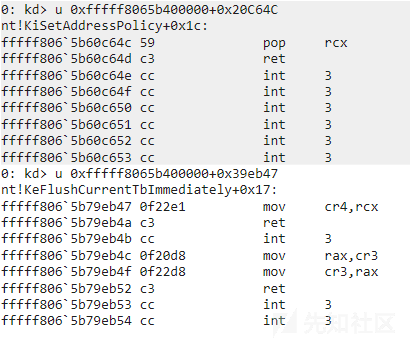 0: kd> u 0xfffff8065b400000+0x20C64C
nt!KiSetAddressPolicy+0x1c:
fffff806`5b60c64c 59 pop rcx
fffff806`5b60c64d c3 ret
fffff806`5b60c64e cc int 3
fffff806`5b60c64f cc int 3
fffff806`5b60c650 cc int 3
fffff806`5b60c651 cc int 3
fffff806`5b60c652 cc int 3
fffff806`5b60c653 cc int 3
0: kd> u 0xfffff8065b400000+0x39eb47
nt!KeFlushCurrentTbImmediately+0x17:
fffff806`5b79eb47 0f22e1 mov cr4,rcx
fffff806`5b79eb4a c3 ret
fffff806`5b79eb4b cc int 3
fffff806`5b79eb4c 0f20d8 mov rax,cr3
fffff806`5b79eb4f 0f22d8 mov cr3,rax
fffff806`5b79eb52 c3 ret
fffff806`5b79eb53 cc int 3
fffff806`5b79eb54 cc int 3
先知社区